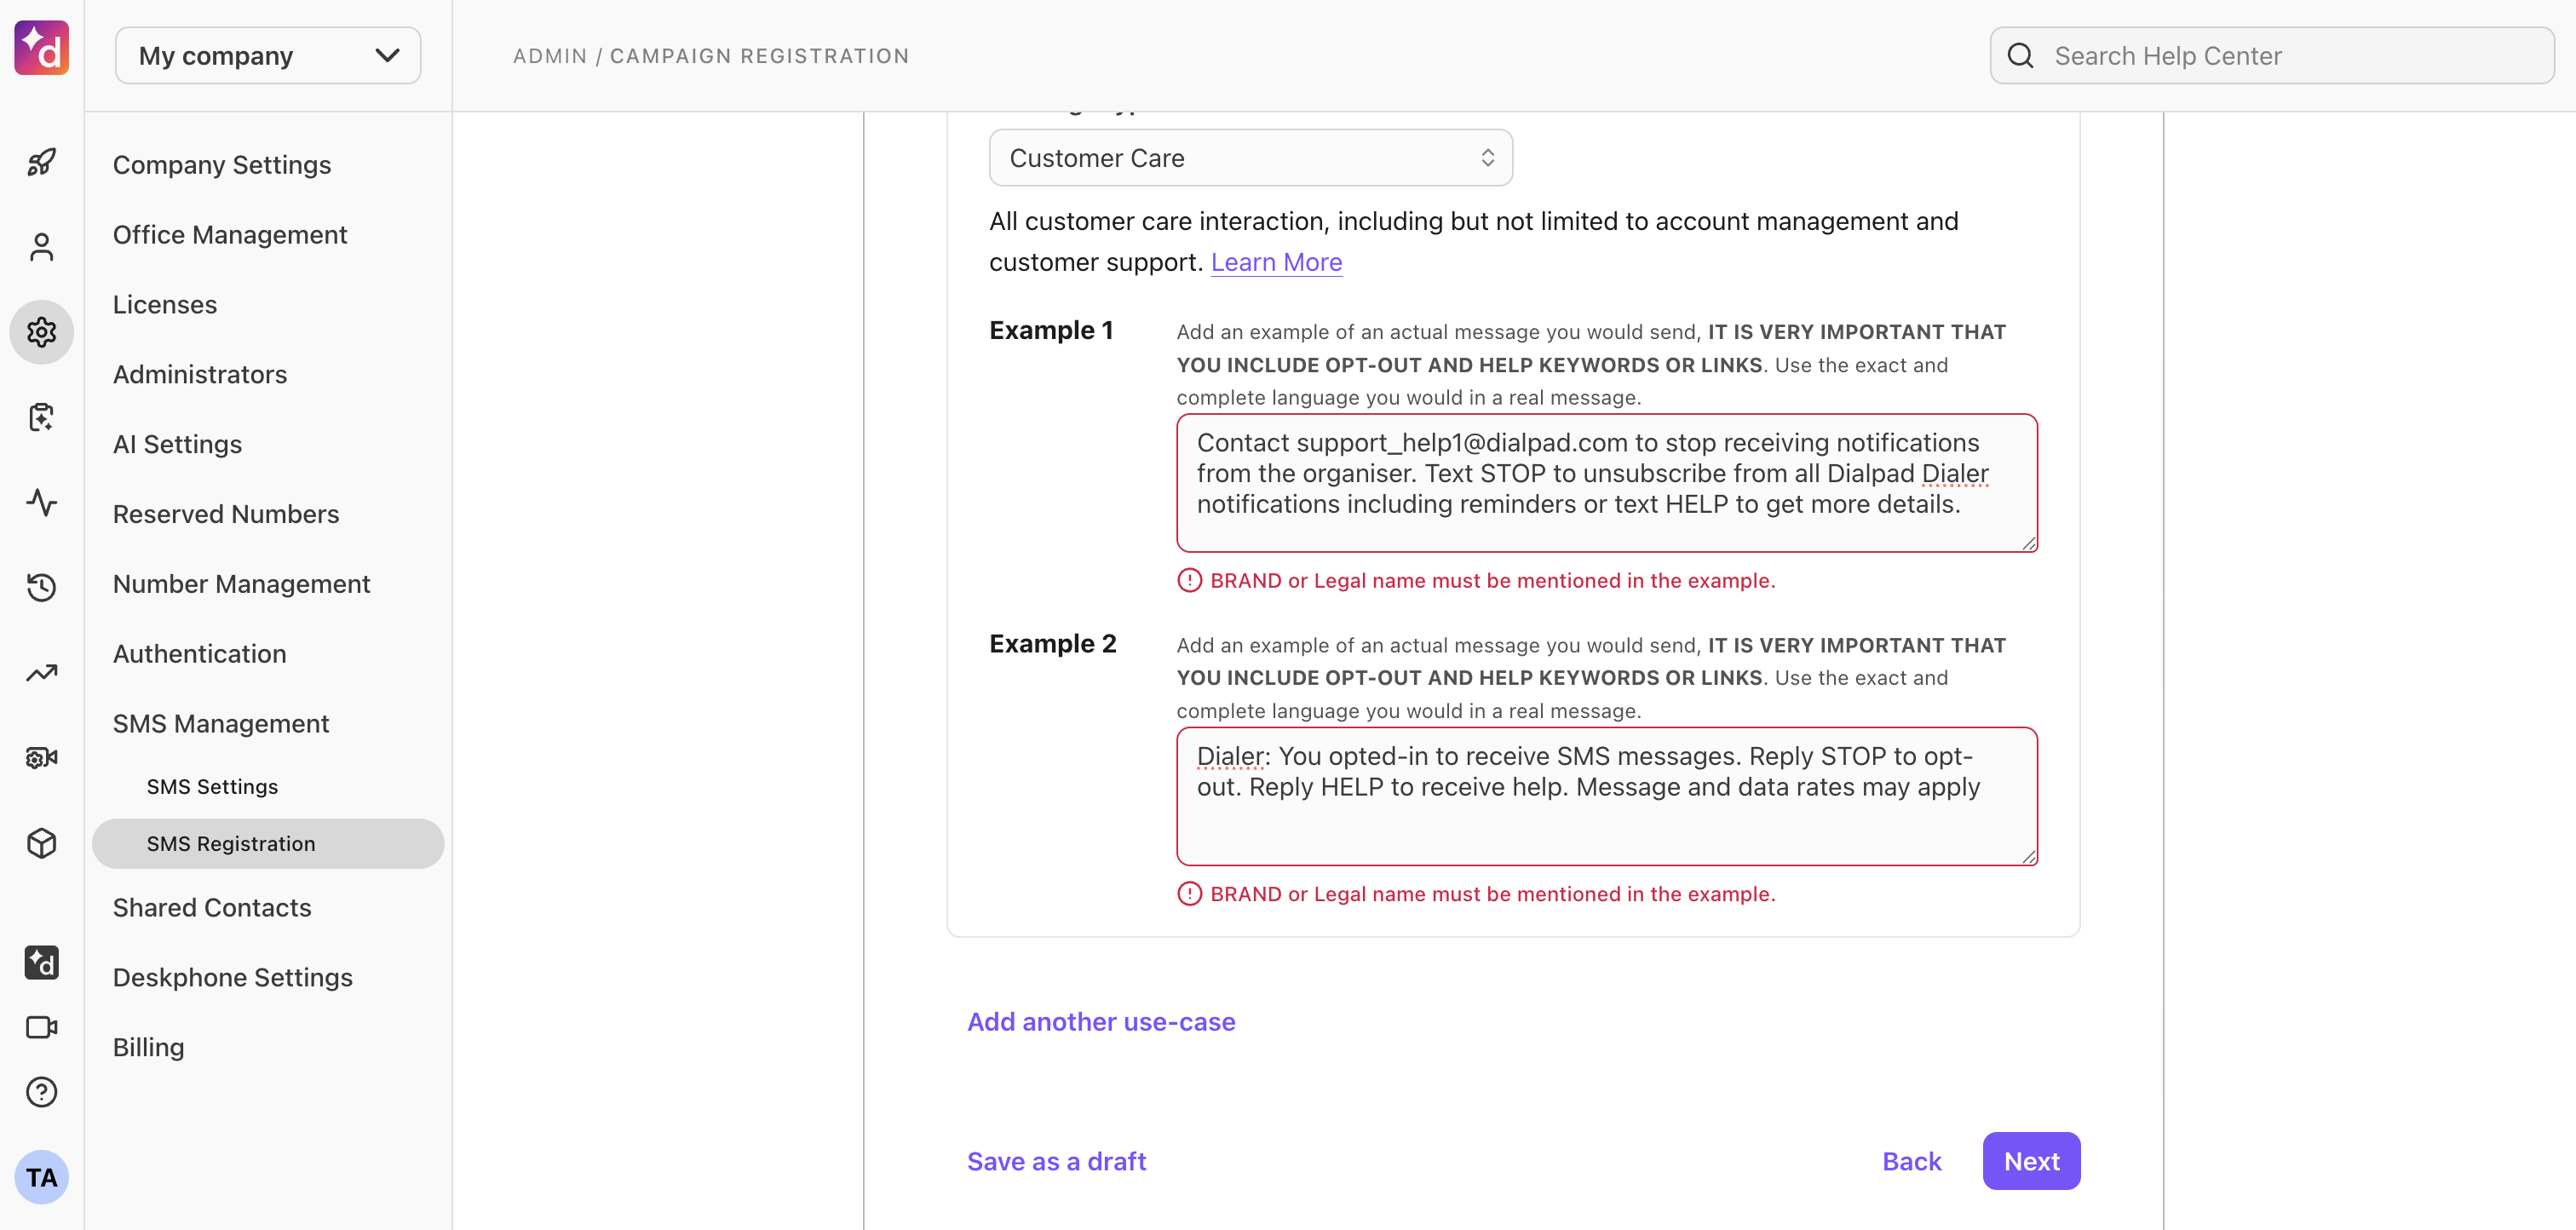 My company
ADMIN / CAMPAIGN REGISTRATION
Search Help Center
Company Settings
Office Management
Licenses
Administrators
AI Settings
Reserved Numbers
Number Management
Authentication
SMS Management
SMS Settings
SMS Registration
Shared Contacts
Deskphone Settings
Billing
TA
Customer Care
All customer care interaction, including but not limited to account management and
customer support. Learn More
Example 1
Add an example of an actual message you would send, IT IS VERY IMPORTANT THAT
YOU INCLUDE OPT-OUT AND HELP KEYWORDS OR LINKS. Use the exact and
complete language you would in a real message.
Contact support_help1@dialpad.com to stop receiving notifications
from the organiser. Text STOP to unsubscribe from all Dialpad Dialer
notifications including reminders or text HELP to get more details.
BRAND or Legal name must be mentioned in the example.
Example 2
Add an example of an actual message you would send, IT IS VERY IMPORTANT THAT
YOU INCLUDE OPT-OUT AND HELP KEYWORDS OR LINKS. Use the exact and
complete language you would in a real message.
Dialer: You opted-in to receive SMS messages. Reply STOP to opt-
out. Reply HELP to receive help. Message and data rates may apply
BRAND or Legal name must be mentioned in the example.
Add another use-case
Save as a draft
Back
Next